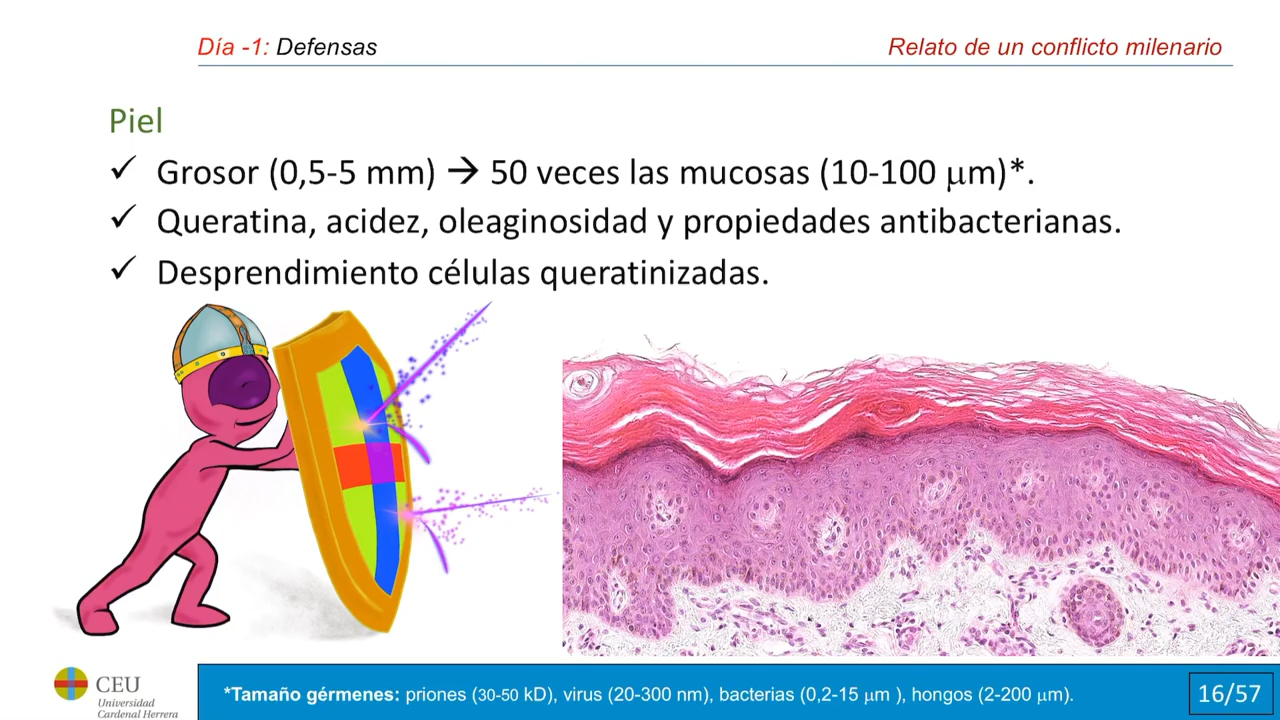 Día -1: Defensas
Relato de un conflicto milenario
Piel
✓ Grosor (0,5-5 mm) → 50 veces las mucosas (10-100 μm)*.
✓ Queratina, acidez, oleaginosidad y propiedades antibacterianas.
✓ Desprendimiento células queratinizadas.
CEU
Universidad
Cardenal Herrera
*Tamaño gérmenes: priones (30-50 kD), virus (20-300 nm), bacterias (0,2-15 μm ), hongos (2-200 μm).
16/57